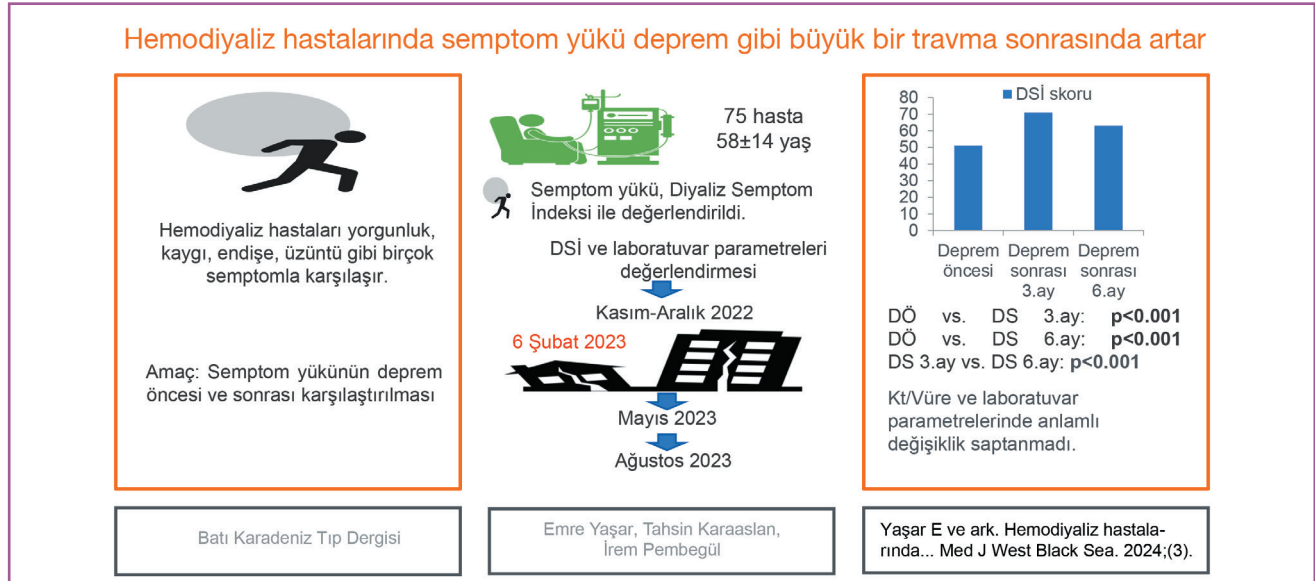 Hemodiyaliz hastalarında semptom yükü deprem gibi büyük bir travma sonrasında artar
Hemodiyaliz hastaları yorgunluk,
kaygı, endişe, üzüntü gibi birçok
semptomla karşılaşır.
Amaç: Semptom yükünün deprem
öncesi ve sonrası karşılaştırılması
75 hasta
58±14 yaş
Semptom yükü, Diyaliz Semptom
İndeksi ile değerlendirildi.
DSİ ve laboratuvar parametreleri
değerlendirmesi
Kasım-Aralık 2022
6 Şubat 2023
Mayıs 2023
Ağustos 2023
DSİ skoru
80
70
60
50
40
30
20
10
0
Deprem öncesi
Deprem sonrası 3.ay
Deprem sonrası 6.ay
DÖ vs. DS 3.ay: p<0.001
DÖ vs. DS 6.ay: p<0.001
DS 3.ay vs. DS 6.ay: p<0.001
Kt/Vüre ve laboratuvar
parametrelerinde anlamlı
değişiklik saptanmadı.
Batı Karadeniz Tıp Dergisi
Emre Yaşar, Tahsin Karaaslan,
İrem Pembegül
Yaşar E ve ark. Hemodiyaliz hastala-
rında... Med J West Black Sea. 2024;(3).